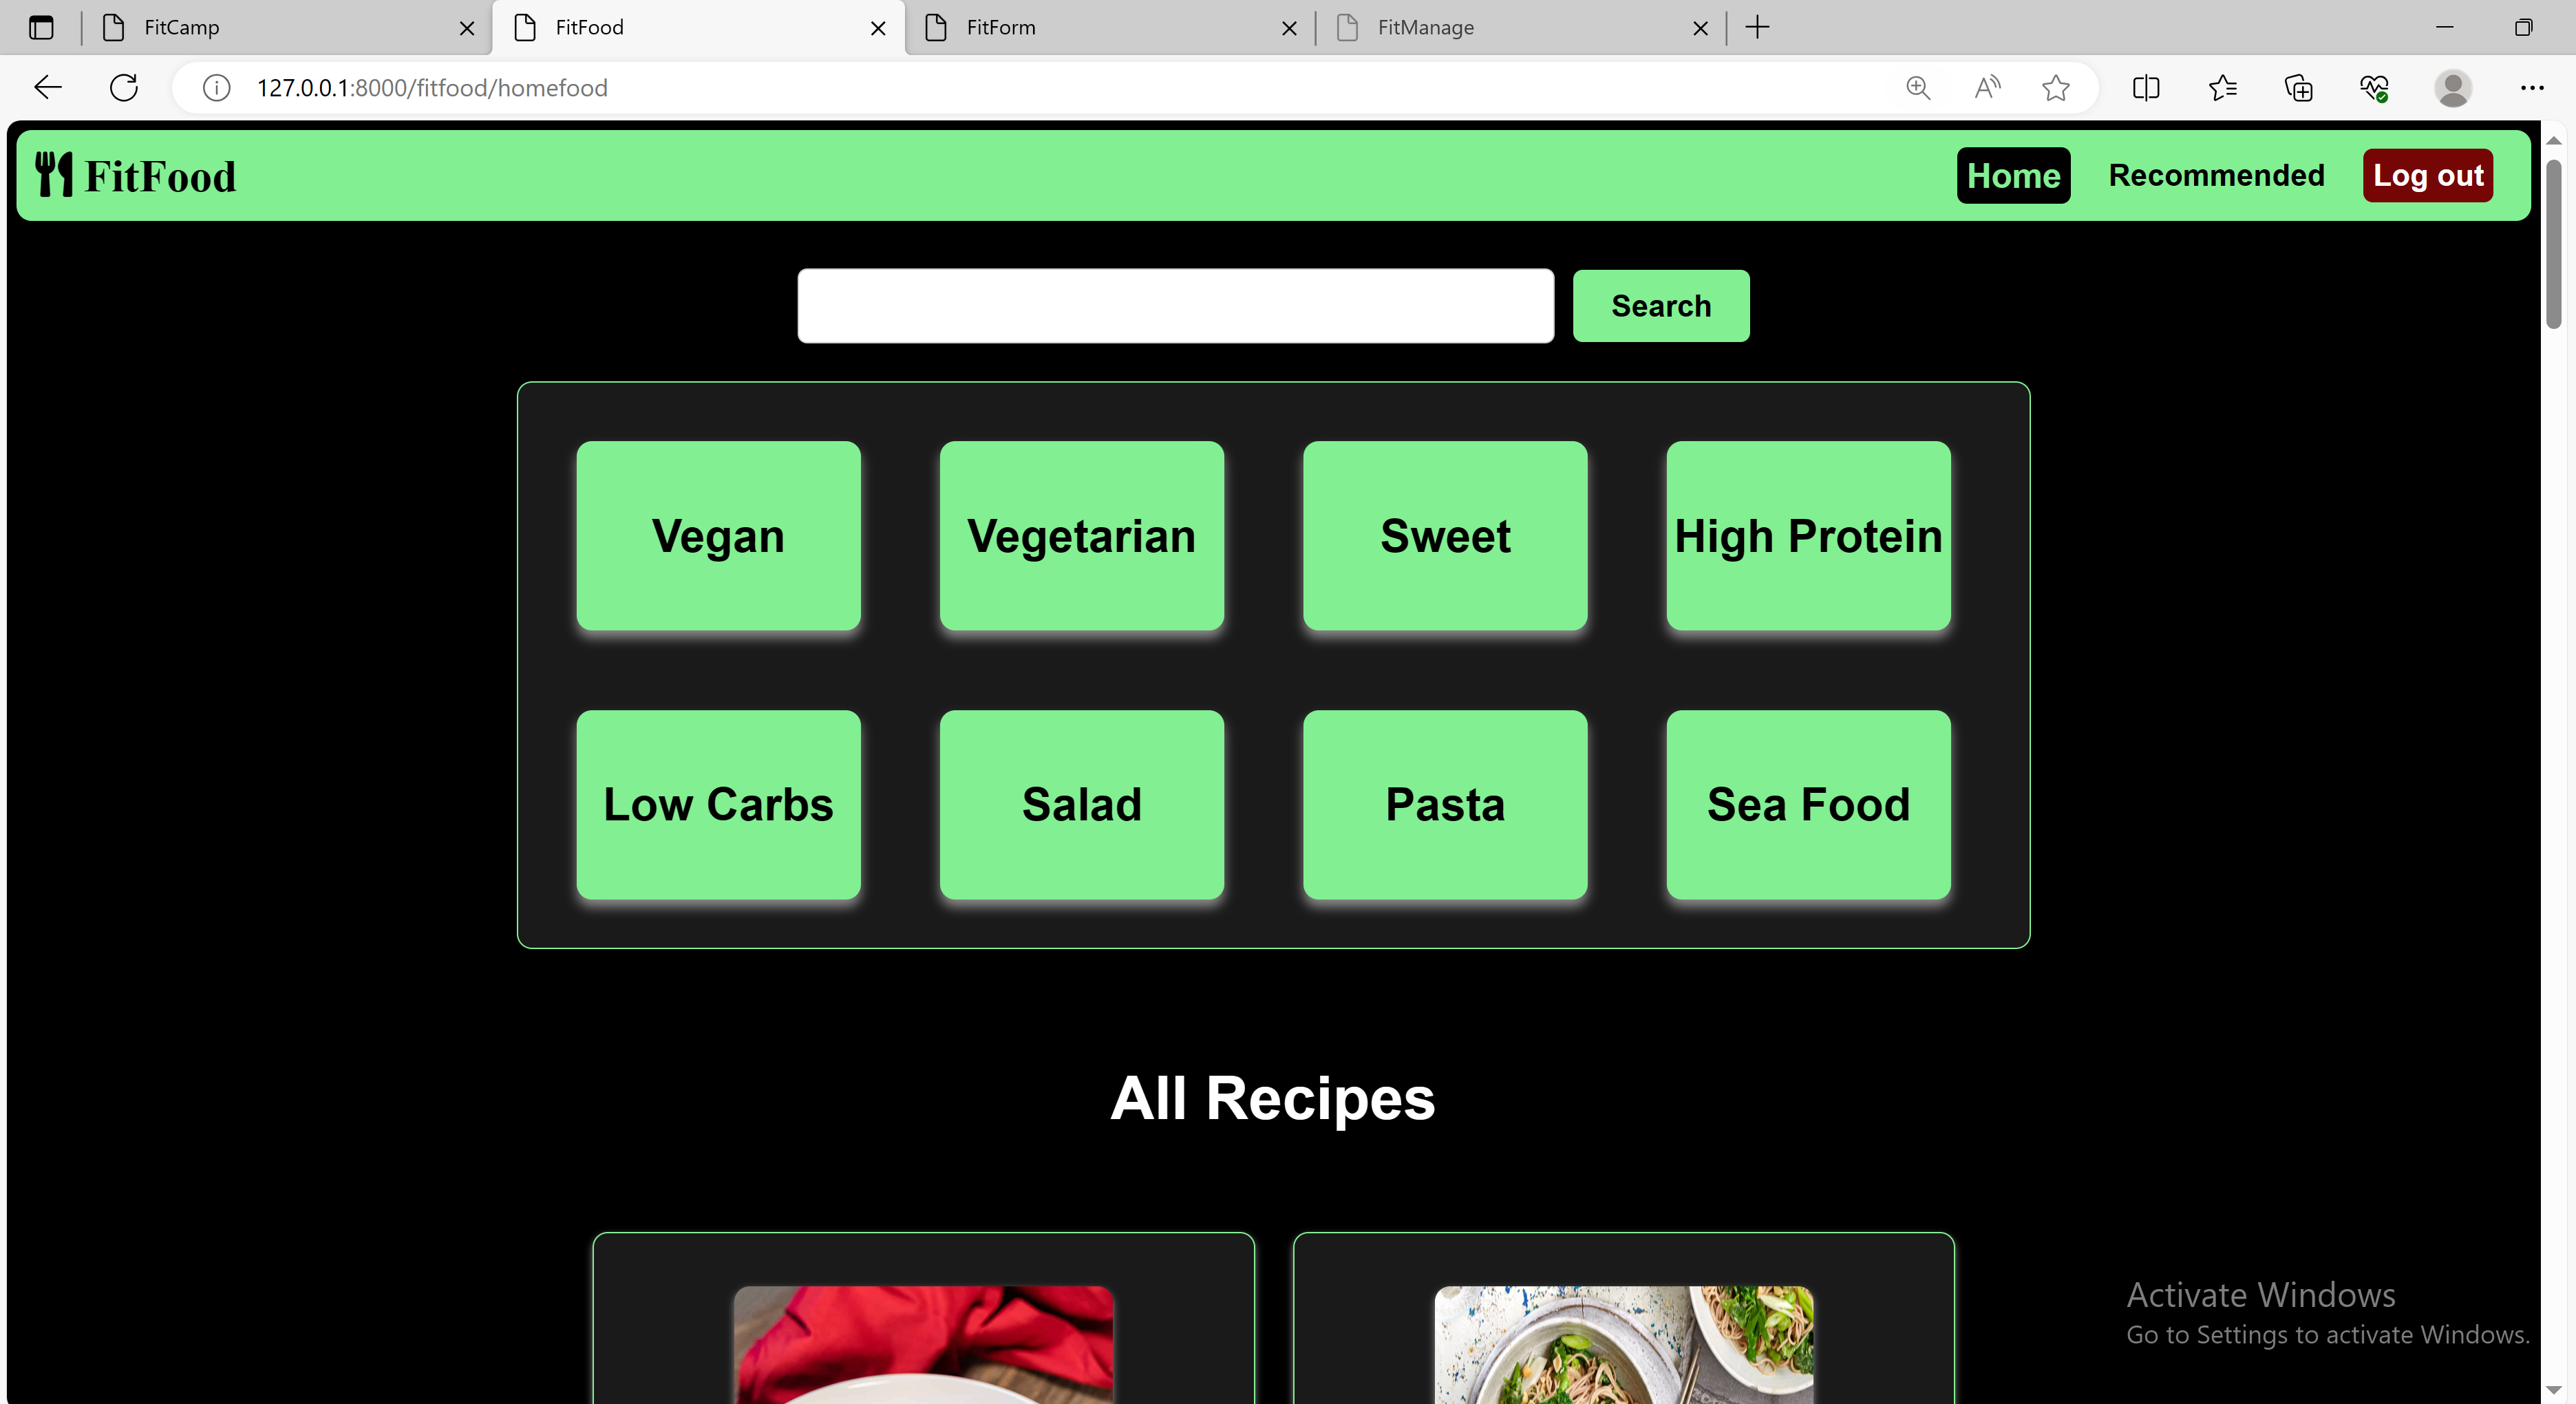 FitCamp
FitFood
FitForm
FitManage
127.0.0.1:8000/fitfood/homefood
FitFood
Home
Recommended
Log out
Search
Vegan
Vegetarian
Sweet
High Protein
Low Carbs
Salad
Pasta
Sea Food
All Recipes
Activate Windows
Go to Settings to activate Windows.